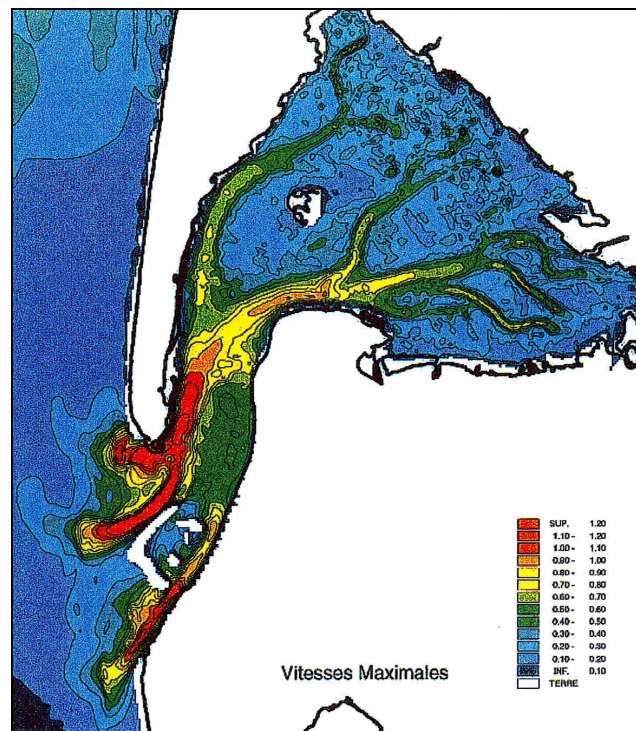 SUP. 1.20
1.10 - 1.20
1.00 - 1.10
0.90 - 1.00
0.80 - 0.90
0.70 - 0.80
0.60 - 0.70
0.50 - 0.60
0.40 - 0.50
0.30 - 0.40
0.20 - 0.30
0.10 - 0.20
INF. 0.10
TERRE
Vitesses Maximales